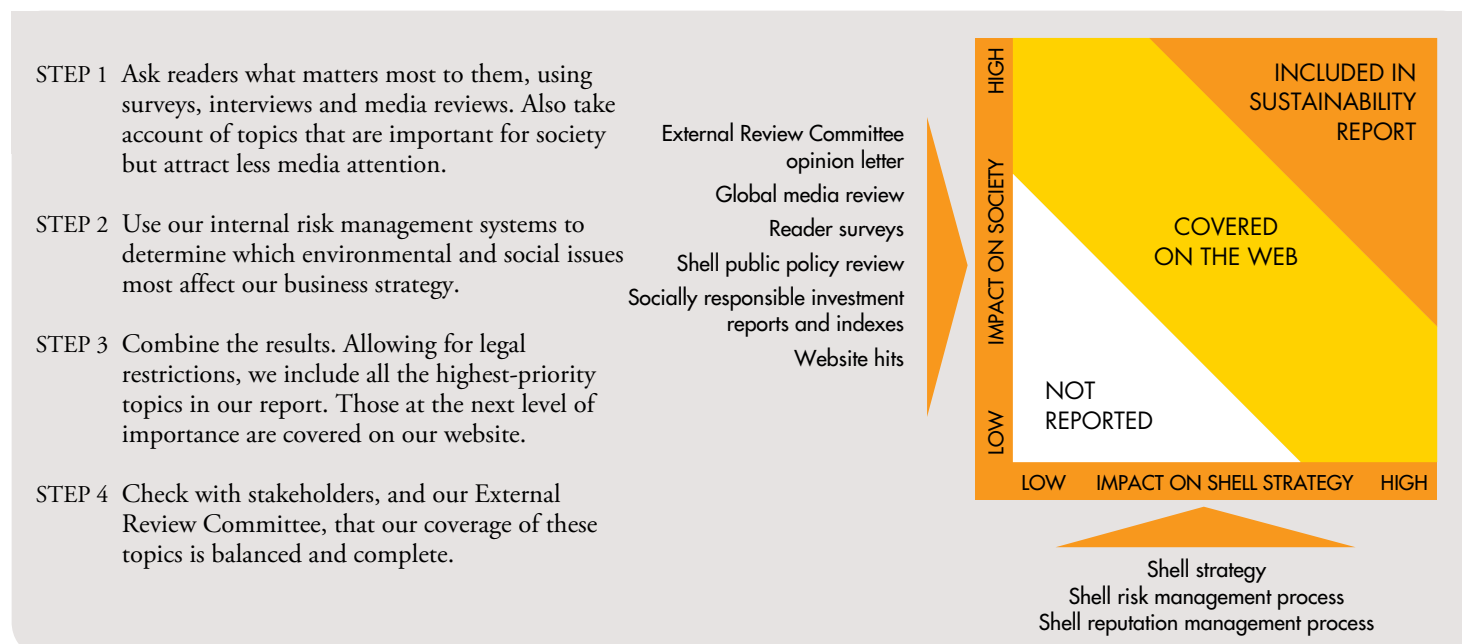 STEP 1 Ask readers what matters most to them, using
surveys, interviews and media reviews. Also take
account of topics that are important for society
but attract less media attention.
STEP 2 Use our internal risk management systems to
determine which environmental and social issues
most affect our business strategy.
STEP 3 Combine the results. Allowing for legal
restrictions, we include all the highest-priority
topics in our report. Those at the next level of
importance are covered on our website.
STEP 4 Check with stakeholders, and our External
Review Committee, that our coverage of these
topics is balanced and complete.
External Review Committee
opinion letter
Global media review
Reader surveys
Shell public policy review
Socially responsible investment
reports and indexes
Website hits
LOW IMPACT ON SOCIETY HIGH
INCLUDED IN
SUSTAINABILITY
REPORT
COVERED
ON THE WEB
NOT
REPORTED
LOW IMPACT ON SHELL STRATEGY HIGH
Shell strategy
Shell risk management process
Shell reputation management process